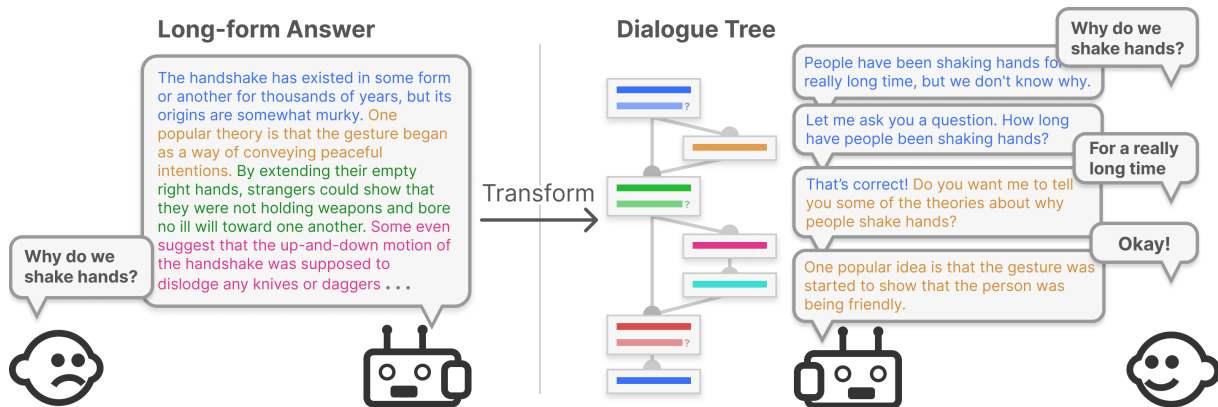 Long-form Answer
The handshake has existed in some form
or another for thousands of years, but its
origins are somewhat murky. One
popular theory is that the gesture began
as a way of conveying peaceful
intentions. By extending their empty
right hands, strangers could show that
they were not holding weapons and bore
no ill will toward one another. Some even
suggest that the up-and-down motion of
the handshake was supposed to
dislodge any knives or daggers ...
Why do we
shake hands?
Transform
Dialogue Tree
?
?
?
Why do we
shake hands?
People have been shaking hands fo
really long time, but we don't know why.
Let me ask you a question. How long
have people been shaking hands?
For a really
long time
That's correct! Do you want me to tell
you some of the theories about why
people shake hands?
Okay!
One popular idea is that the gesture was
started to show that the person was
being friendly.